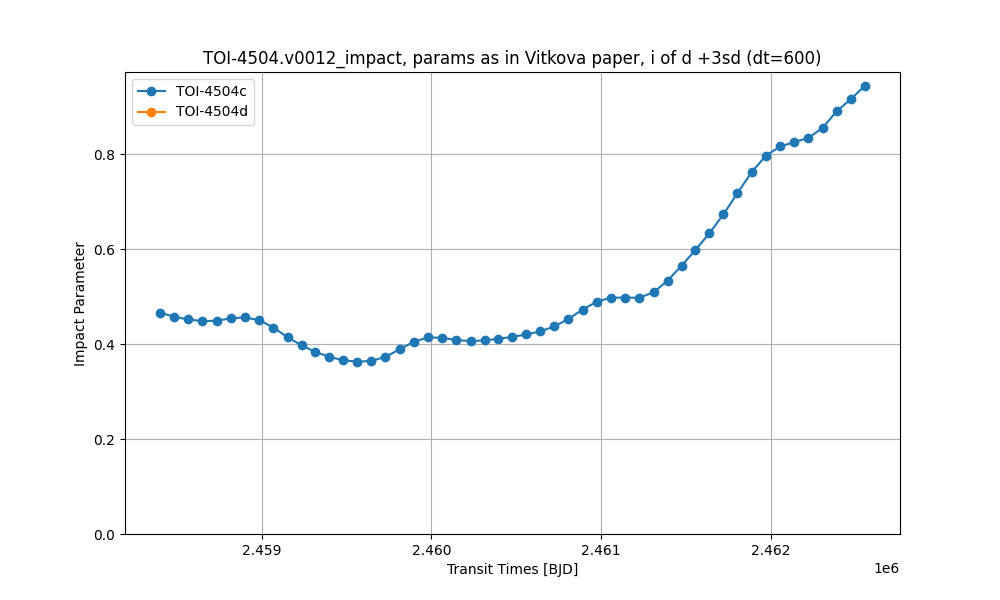 TOI-4504.v0012_impact, params as in Vitkova paper, i of d +3sd (dt=600)
TOI-4504c
TOI-4504d
Impact Parameter
0.8
0.6
0.4
0.2
0.0
2.459 2.460 2.461 2.462
1e6
Transit Times [BJD]